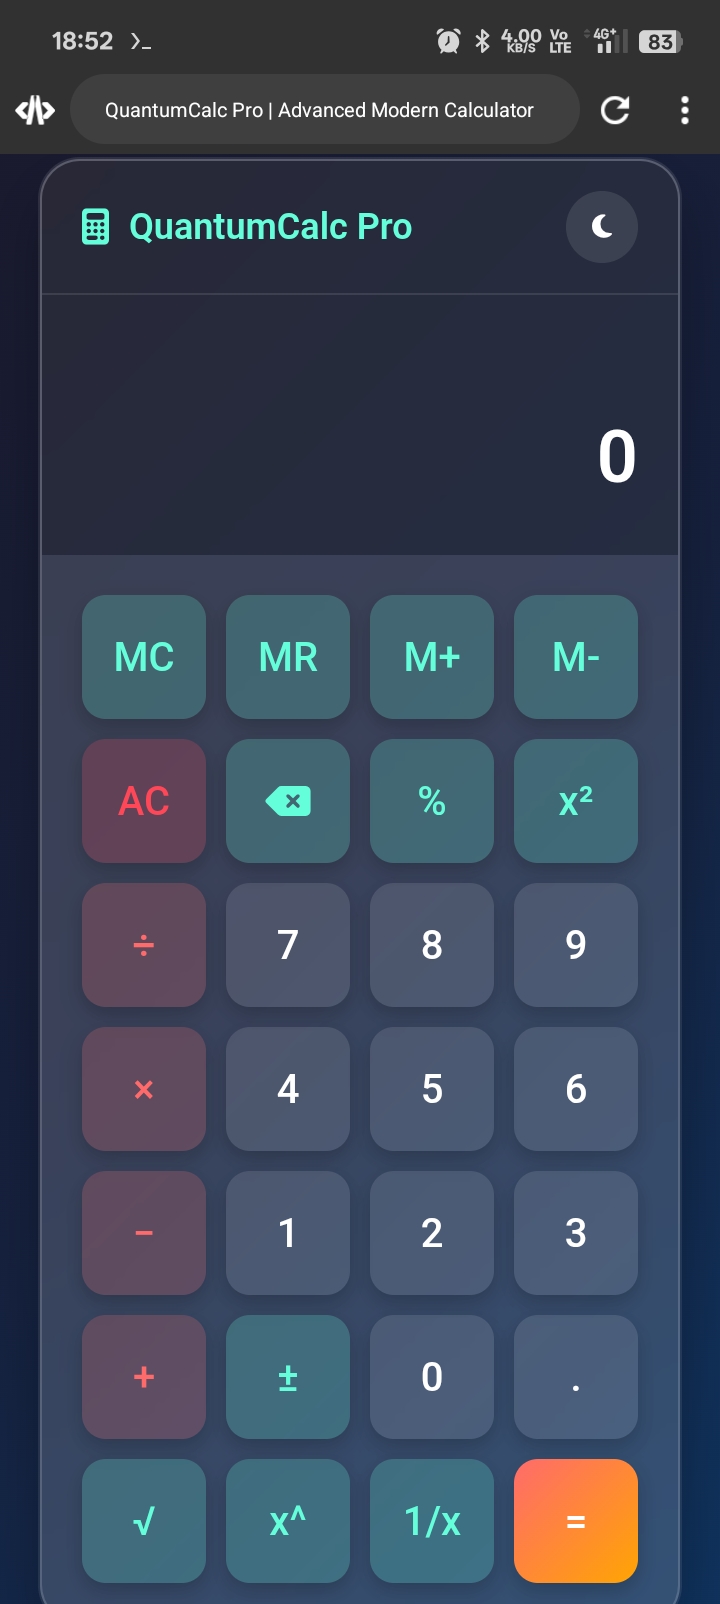 18:52 4.00 KB/S Vo LTE 4G+ 83
QuantumCalc Pro | Advanced Modern Calculator
QuantumCalc Pro
0
MC MR M+ M-
AC % x²
÷ 7 8 9
× 4 5 6
− 1 2 3
+ ± 0 .
√ x^ 1/x =